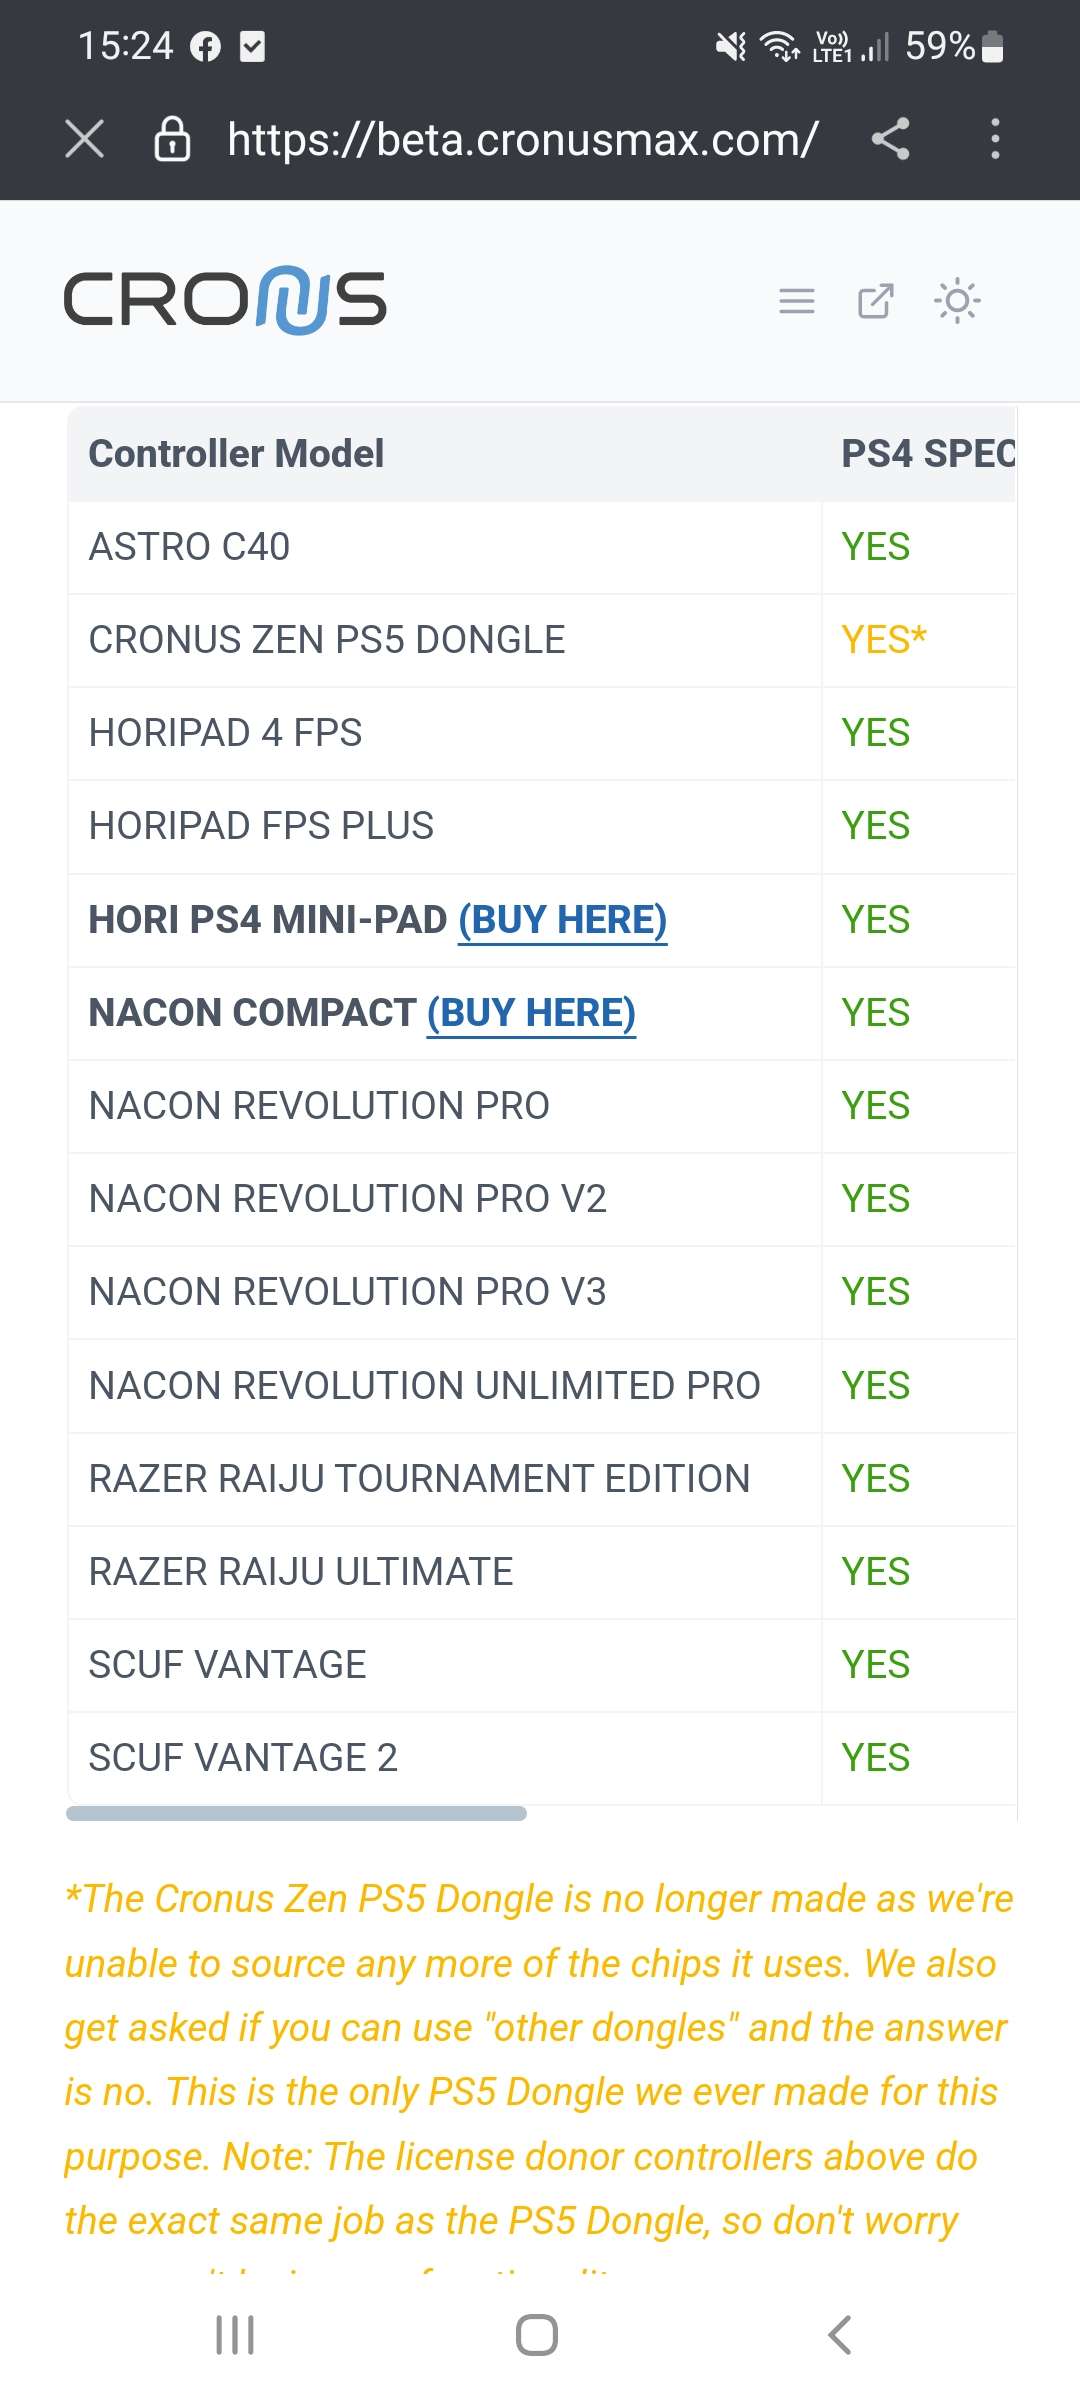 15:24
Vo))
LTE1
59%
https://beta.cronusmax.com/
CRONUS
Controller Model PS4 SPEC
ASTRO C40 YES
CRONUS ZEN PS5 DONGLE YES*
HORIPAD 4 FPS YES
HORIPAD FPS PLUS YES
HORI PS4 MINI-PAD (BUY HERE) YES
NACON COMPACT (BUY HERE) YES
NACON REVOLUTION PRO YES
NACON REVOLUTION PRO V2 YES
NACON REVOLUTION PRO V3 YES
NACON REVOLUTION UNLIMITED PRO YES
RAZER RAIJU TOURNAMENT EDITION YES
RAZER RAIJU ULTIMATE YES
SCUF VANTAGE YES
SCUF VANTAGE 2 YES
*The Cronus Zen PS5 Dongle is no longer made as we're
unable to source any more of the chips it uses. We also
get asked if you can use "other dongles" and the answer
is no. This is the only PS5 Dongle we ever made for this
purpose. Note: The license donor controllers above do
the exact same job as the PS5 Dongle, so don't worry